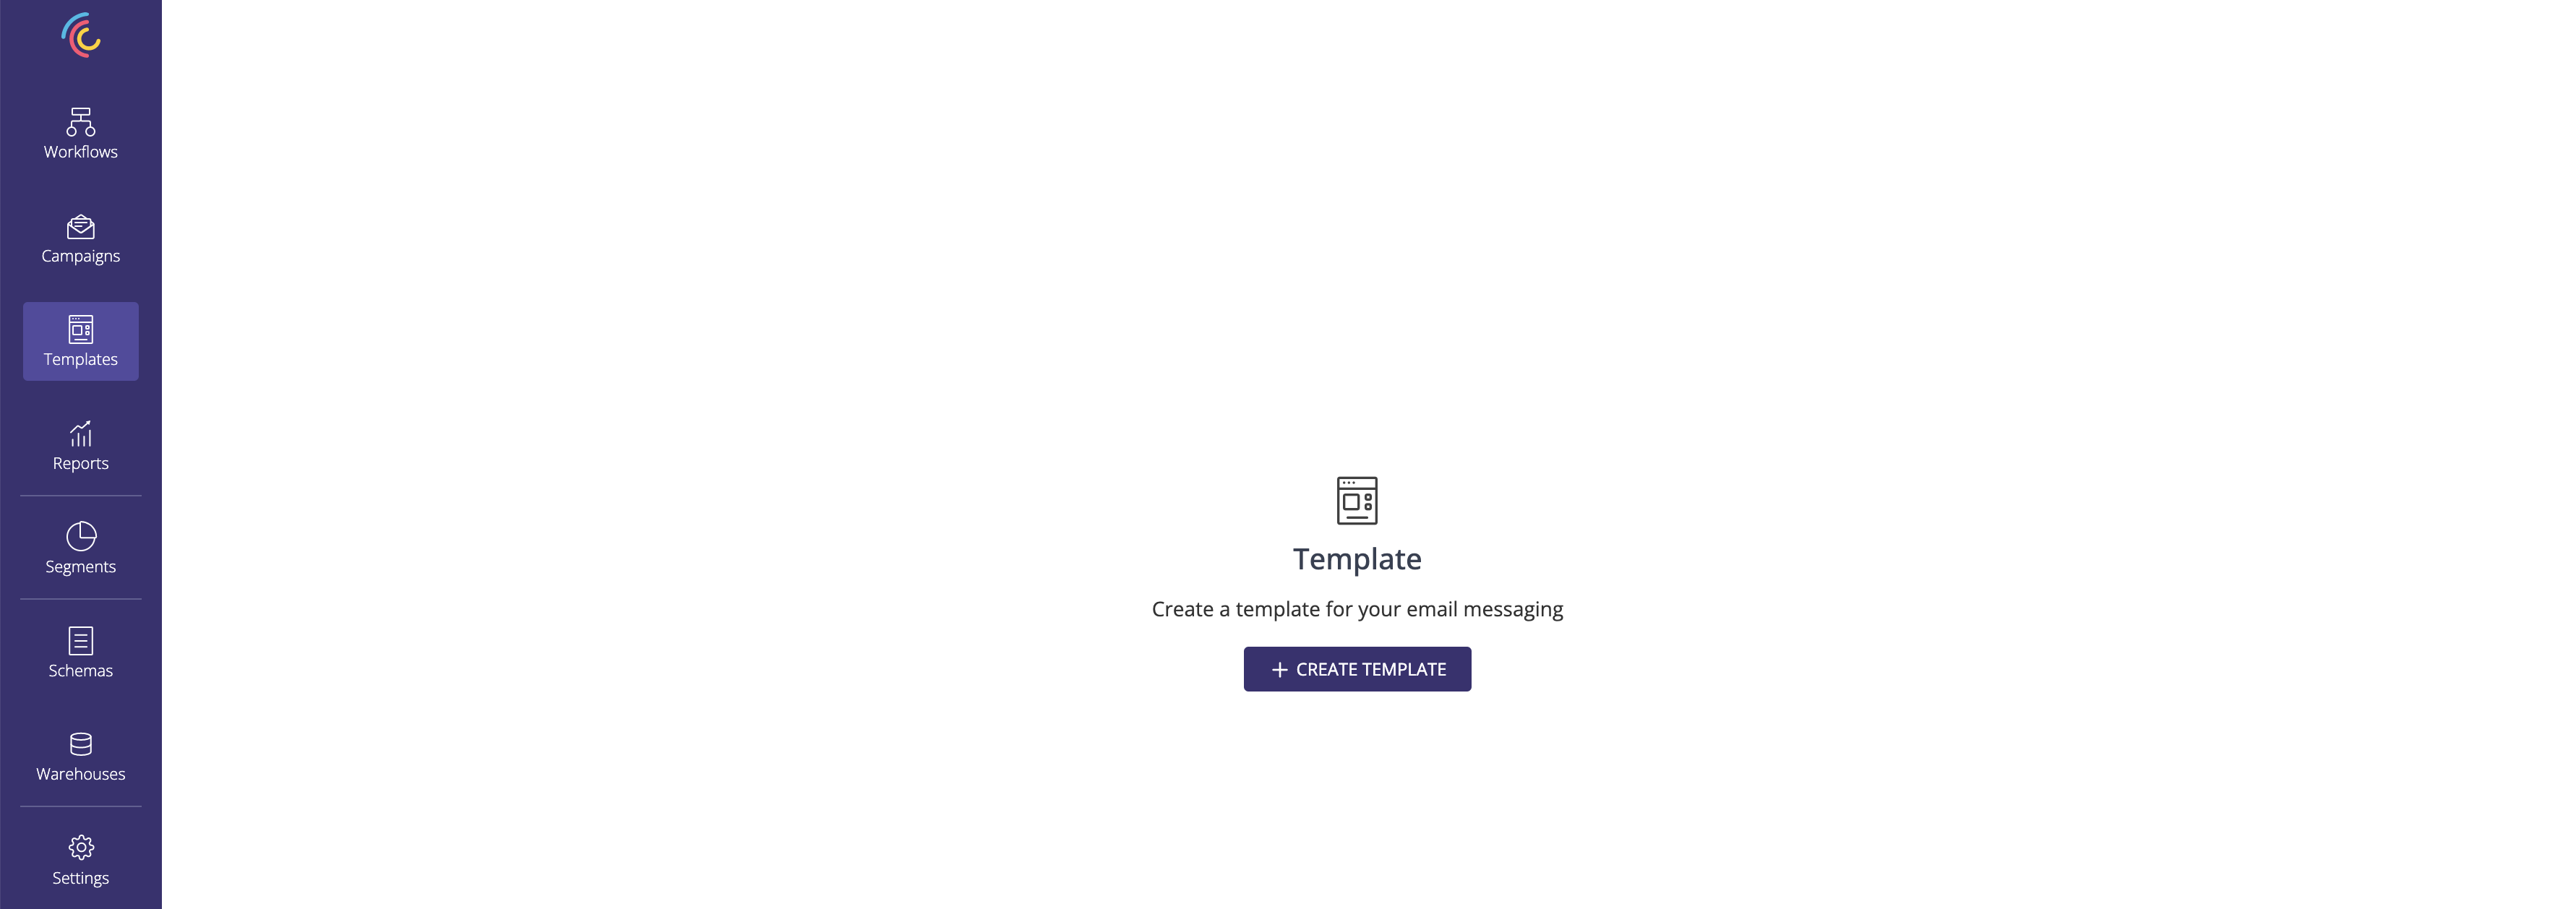 Workflows
Campaigns
Templates
Reports
Segments
Schemas
Warehouses
Settings
Template
Create a template for your email messaging
+ CREATE TEMPLATE